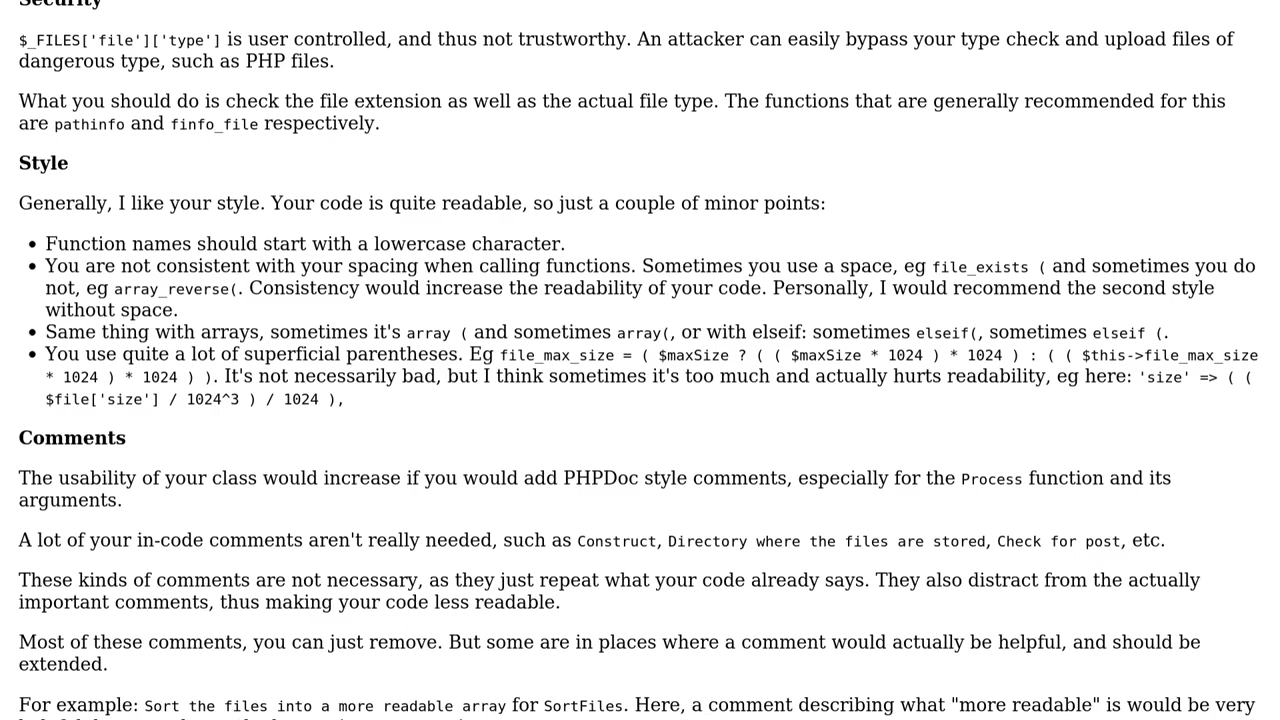 Security
$_FILES['file']['type'] is user controlled, and thus not trustworthy. An attacker can easily bypass your type check and upload files of
dangerous type, such as PHP files.
What you should do is check the file extension as well as the actual file type. The functions that are generally recommended for this
are pathinfo and finfo_file respectively.
Style
Generally, I like your style. Your code is quite readable, so just a couple of minor points:
• Function names should start with a lowercase character.
• You are not consistent with your spacing when calling functions. Sometimes you use a space, eg file_exists ( and sometimes you do
not, eg array_reverse(. Consistency would increase the readability of your code. Personally, I would recommend the second style
without space.
• Same thing with arrays, sometimes it's array ( and sometimes array(, or with elseif: sometimes elseif(, sometimes elseif (.
• You use quite a lot of superficial parentheses. Eg file_max_size = ( $maxSize ? ( ( $maxSize * 1024 ) * 1024 ) : ( ( $this->file_max_size
* 1024 ) * 1024 ) ). It's not necessarily bad, but I think sometimes it's too much and actually hurts readability, eg here: 'size' => ( (
$file['size'] / 1024^3 ) / 1024 ),
Comments
The usability of your class would increase if you would add PHPDoc style comments, especially for the Process function and its
arguments.
A lot of your in-code comments aren't really needed, such as Construct, Directory where the files are stored, Check for post, etc.
These kinds of comments are not necessary, as they just repeat what your code already says. They also distract from the actually
important comments, thus making your code less readable.
Most of these comments, you can just remove. But some are in places where a comment would actually be helpful, and should be
extended.
For example: Sort the files into a more readable array for SortFiles. Here, a comment describing what "more readable" is would be very